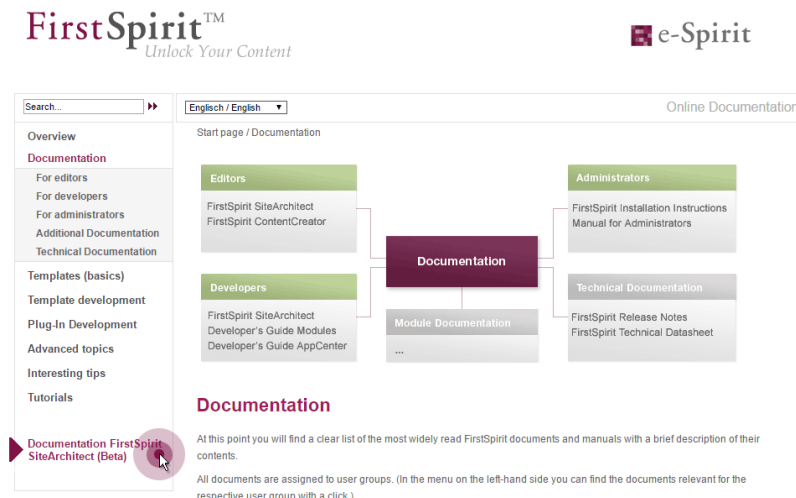 FirstSpirit™
Unlock Your Content
e-Spirit
Search...
Englisch / English
Online Documentation
Overview
Documentation
For editors
For developers
For administrators
Additional Documentation
Technical Documentation
Templates (basics)
Template development
Plug-In Development
Advanced topics
Interesting tips
Tutorials
Documentation FirstSpirit
SiteArchitect (Beta)
Start page / Documentation
Editors
FirstSpirit SiteArchitect
FirstSpirit ContentCreator
Administrators
FirstSpirit Installation Instructions
Manual for Administrators
Documentation
Developers
FirstSpirit SiteArchitect
Developer's Guide Modules
Developer's Guide AppCenter
Module Documentation
...
Technical Documentation
FirstSpirit Release Notes
FirstSpirit Technical Datasheet
Documentation
At this point you will find a clear list of the most widely read FirstSpirit documents and manuals with a brief description of their
contents.
All documents are assigned to user groups. (In the menu on the left-hand side you can find the documents relevant for the
respective user group with a click.)